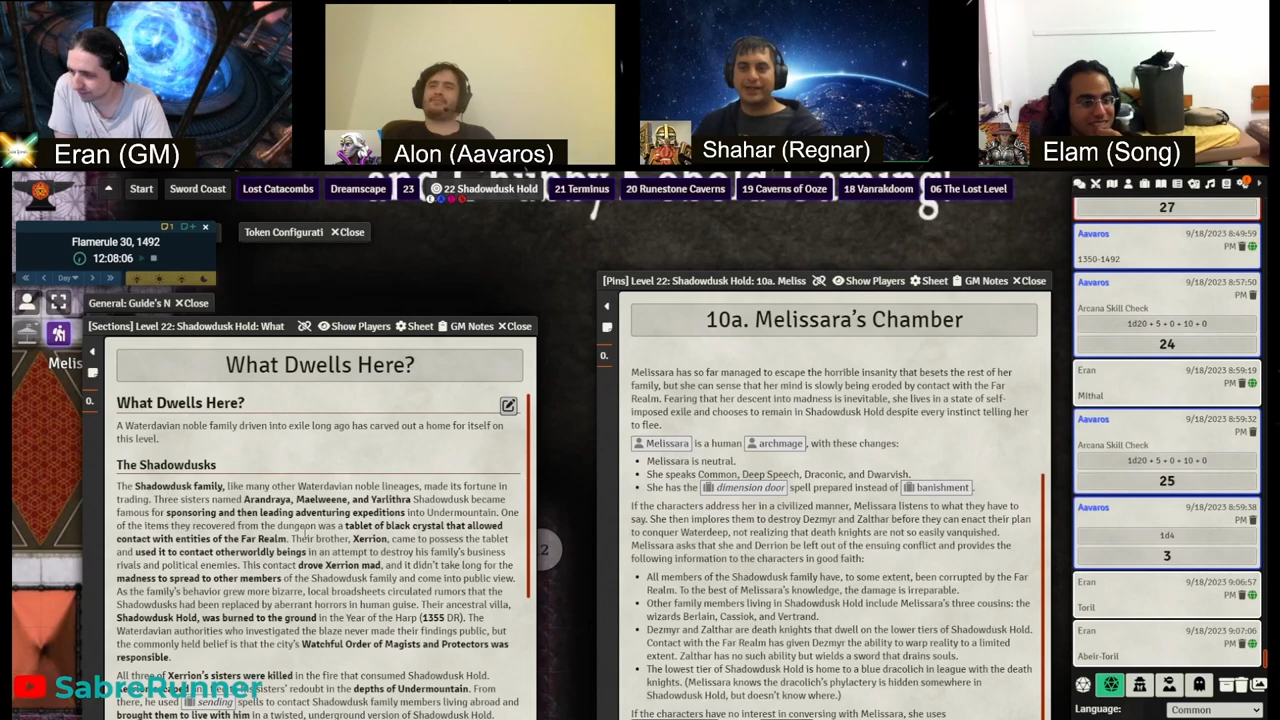 Eran (GM)
Alon (Aavaros)
Shahar (Regnar)
Elam (Song)
Start
Sword Coast
Lost Catacombs
Dreamscape
23
22 Shadowdusk Hold
21 Terminus
20 Runestone Caverns
19 Caverns of Ooze
18 Vanrakdoom
06 The Lost Level
Flamerule 30, 1492
12:08:06
Day
Token Configurati Close
General: Guide's N Close
Melis
[Sections] Level 22: Shadowdusk Hold: What Show Players Sheet GM Notes Close
0.
What Dwells Here?
What Dwells Here?
A Waterdavian noble family driven into exile long ago has carved out a home for itself on
this level.
The Shadowdusks
The Shadowdusk family, like many other Waterdavian noble lineages, made its fortune in
trading. Three sisters named Arandraya, Maelweene, and Yarlithra Shadowdusk became
famous for sponsoring and then leading adventuring expeditions into Undermountain. One
of the items they recovered from the dungeon was a tablet of black crystal that allowed
contact with entities of the Far Realm. Their brother, Xerrion, came to possess the tablet
and used it to contact otherworldly beings in an attempt to destroy his family's business
rivals and political enemies. This contact drove Xerrion mad, and it didn't take long for the
madness to spread to other members of the Shadowdusk family and come into public view.
As the family's behavior grew more bizarre, local broadsheets circulated rumors that the
Shadowdusks had been replaced by aberrant horrors in human guise. Their ancestral villa,
Shadowdusk Hold, was burned to the ground in the Year of the Harp (1355 DR). The
Waterdavian authorities who investigated the blaze never made their findings public, but
the commonly held belief is that the city's Watchful Order of Magists and Protectors was
responsible.
All three of Xerrion's sisters were killed in the fire that consumed Shadowdusk Hold.
sisters' redoubt in the depths of Undermountain. From
there, he used sending spells to contact Shadowdusk family members living abroad and
brought them to live with him in a twisted, underground version of Shadowdusk Hold.
SabreRunner
[Pins] Level 22: Shadowdusk Hold: 10a. Meliss Show Players Sheet GM Notes Close
0.
10a. Melissara's Chamber
Melissara has so far managed to escape the horrible insanity that besets the rest of her
family, but she can sense that her mind is slowly being eroded by contact with the Far
Realm. Fearing that her descent into madness is inevitable, she lives in a state of self-
imposed exile and chooses to remain in Shadowdusk Hold despite every instinct telling her
to flee.
Melissara is a human archmage, with these changes:
• Melissara is neutral.
• She speaks Common, Deep Speech, Draconic, and Dwarvish.
• She has the dimension door spell prepared instead of banishment.
If the characters address her in a civilized manner, Melissara listens to what they have to
say. She then implores them to destroy Dezmyr and Zalthar before they can enact their plan
to conquer Waterdeep, not realizing that death knights are not so easily vanquished.
Melissara asks that she and Derrion be left out of the ensuing conflict and provides the
following information to the characters in good faith:
• All members of the Shadowdusk family have, to some extent, been corrupted by the Far
Realm. To the best of Melissara's knowledge, the damage is irreparable.
• Other family members living in Shadowdusk Hold include Melissara's three cousins: the
wizards Berlain, Cassiok, and Vertrand.
• Dezmyr and Zalthar are death knights that dwell on the lower tiers of Shadowdusk Hold.
Contact with the Far Realm has given Dezmyr the ability to warp reality to a limited
extent. Zalthar has no such ability but wields a sword that drains souls.
• The lowest tier of Shadowdusk Hold is home to a blue dracolich in league with the death
knights. (Melissara knows the dracolich's phylactery is hidden somewhere in
Shadowdusk Hold, but doesn't know where.)
If the characters have no interest in conversing with Melissara, she uses
27
Aavaros 9/18/2023 8:49:59
PM
1350-1492
Aavaros 9/18/2023 8:57:50
PM
Arcana Skill Check
1d20 + 5 + 0 + 10 + 0
24
Eran 9/18/2023 8:59:19
PM
Mithal
Aavaros 9/18/2023 8:59:32
PM
Arcana Skill Check
1d20 + 5 + 0 + 10 + 0
25
Aavaros 9/18/2023 8:59:38
PM
1d4
3
Eran 9/18/2023 9:06:57
PM
Toril
Eran 9/18/2023 9:07:06
PM
Abeir-Toril
Language: Common